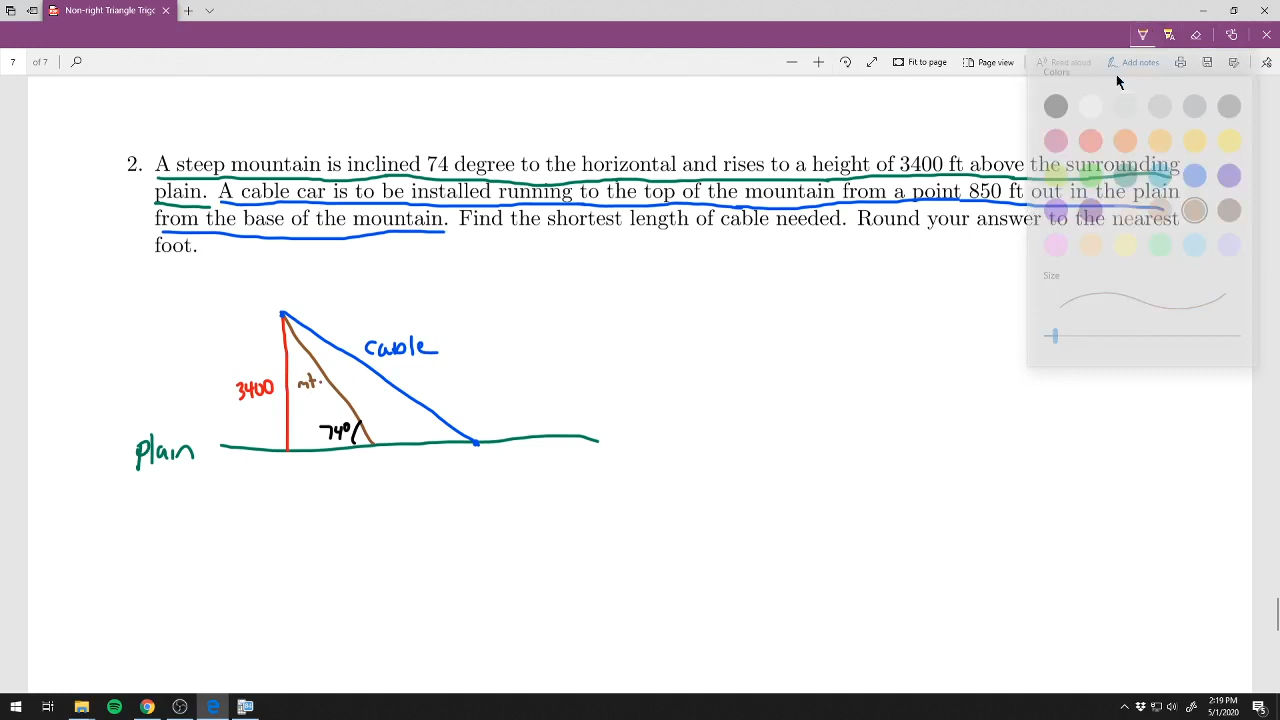 Non-right Triangle Trigo
7 of 7
Fit to page
Page view
Read aloud
Add notes
Colors
2. A steep mountain is inclined 74 degree to the horizontal and rises to a height of 3400 ft above the surrounding
plain. A cable car is to be installed running to the top of the mountain from a point 850 ft out in the plain
from the base of the mountain. Find the shortest length of cable needed. Round your answer to the nearest
foot.
Size
cable
3400
mt.
74°
plain
2:19 PM
5/1/2020